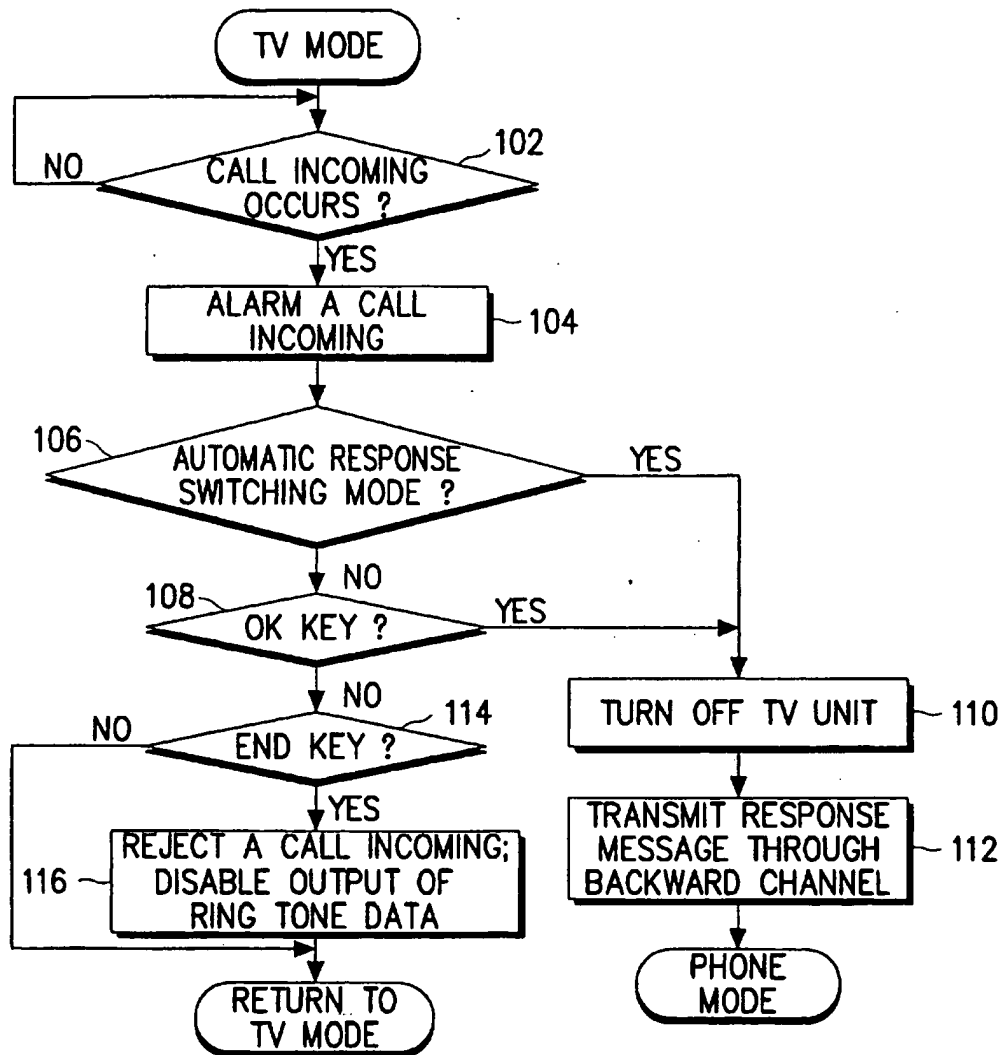 TV MODE
102
NO
CALL INCOMING
OCCURS ?
YES
ALARM A CALL
INCOMING
104
106
AUTOMATIC RESPONSE
SWITCHING MODE ?
YES
NO
108
OK KEY ?
YES
NO
114
NO
END KEY ?
TURN OFF TV UNIT
110
YES
REJECT A CALL INCOMING;
DISABLE OUTPUT OF
RING TONE DATA
116
TRANSMIT RESPONSE
MESSAGE THROUGH
BACKWARD CHANNEL
112
RETURN TO
TV MODE
PHONE
MODE